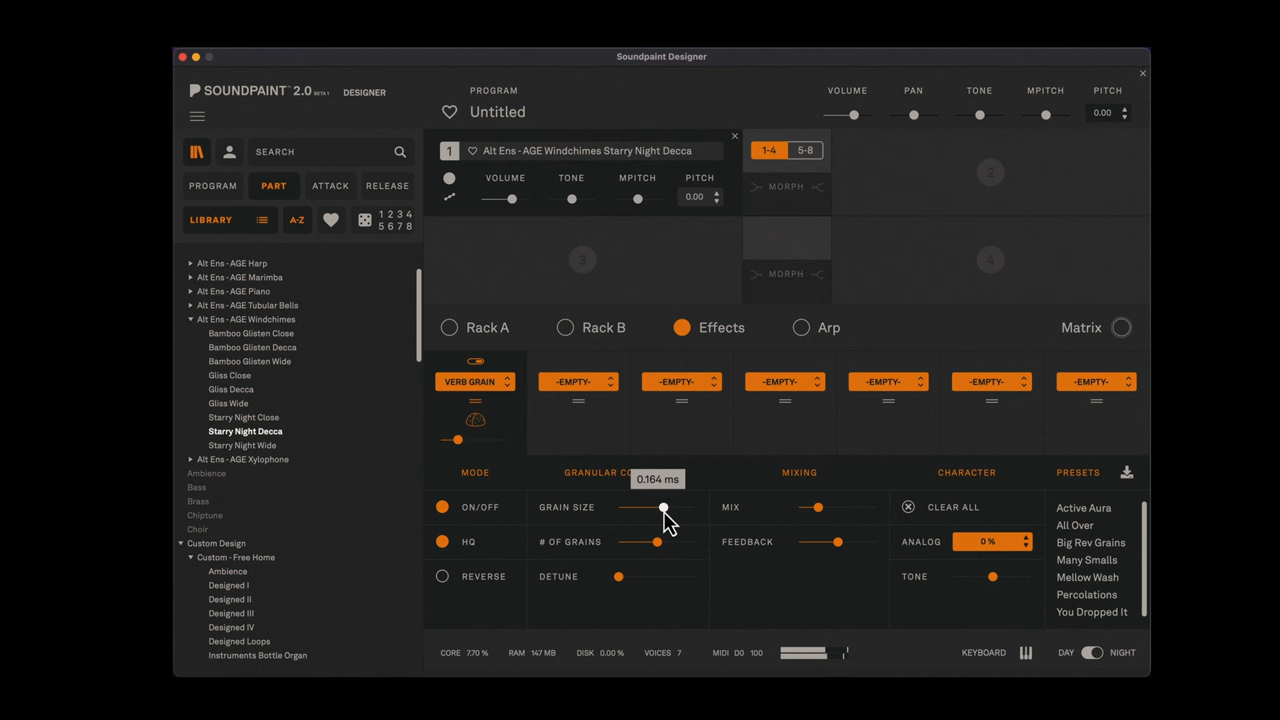 Soundpaint Designer
SOUNDPAINT™ 2.0 BETA 1 DESIGNER
PROGRAM
Untitled
VOLUME PAN TONE MPITCH PITCH
0.00
SEARCH
PROGRAM PART ATTACK RELEASE
LIBRARY A-Z 1 2 3 4
5 6 7 8
1 Alt Ens - AGE Windchimes Starry Night Decca
VOLUME TONE MPITCH PITCH
0.00
1-4 5-8
MORPH
2
3
MORPH
4
Alt Ens - AGE Harp
Alt Ens - AGE Marimba
Alt Ens - AGE Piano
Alt Ens - AGE Tubular Bells
Alt Ens - AGE Windchimes
Bamboo Glisten Close
Bamboo Glisten Decca
Bamboo Glisten Wide
Gliss Close
Gliss Decca
Gliss Wide
Starry Night Close
Starry Night Decca
Starry Night Wide
Alt Ens - AGE Xylophone
Ambience
Bass
Brass
Chiptune
Choir
Custom Design
Custom - Free Home
Ambience
Designed I
Designed II
Designed III
Designed IV
Designed Loops
Instruments Bottle Organ
Rack A Rack B Effects Arp Matrix
VERB GRAIN -EMPTY- -EMPTY- -EMPTY- -EMPTY- -EMPTY- -EMPTY-
MODE
ON/OFF
HQ
REVERSE
GRANULAR CO
0.164 ms
GRAIN SIZE
# OF GRAINS
DETUNE
MIXING
MIX
FEEDBACK
CHARACTER
CLEAR ALL
ANALOG 0 %
TONE
PRESETS
Active Aura
All Over
Big Rev Grains
Many Smalls
Mellow Wash
Percolations
You Dropped It
CORE 7.70 % RAM 147 MB DISK 0.00 % VOICES 7 MIDI D0 100 KEYBOARD DAY NIGHT